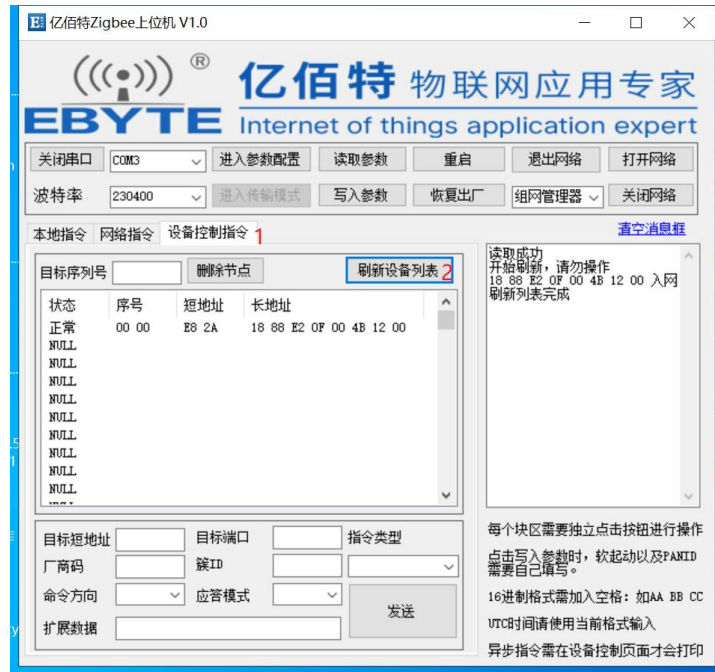 亿佰特Zigbee上位机 V1.0
®
亿佰特 物联网应用专家
EBYTE Internet of things application expert
关闭串口 COM3 进入参数配置 读取参数 重启 退出网络 打开网络
波特率 230400 进入传输模式 写入参数 恢复出厂 组网管理器 关闭网络
本地指令 网络指令 设备控制指令 1 清空消息框
目标序列号 删除节点 刷新设备列表 2
状态 序号 短地址 长地址
正常 00 00 E8 2A 18 88 E2 0F 00 4B 12 00
NULL
NULL
NULL
NULL
NULL
NULL
NULL
NULL
NULL
读取成功
开始刷新，请勿操作
18 88 E2 0F 00 4B 12 00 入网
刷新列表完成
目标短地址 目标端口 指令类型
厂商码 簇ID
命令方向 应答模式 发送
扩展数据
每个块区需要独立点击按钮进行操作
点击写入参数时，软起动以及PANID
需要自己填写。
16进制格式需加入空格：如AA BB CC
UTC时间请使用当前格式输入
异步指令需在设备控制页面才会打印